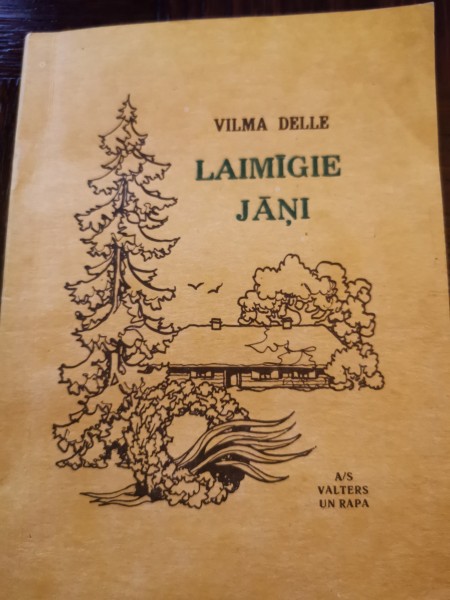 VILMA DELLE
LAIMĪGIE
JĀŅI
A/S
VALTERS
UN RAPA